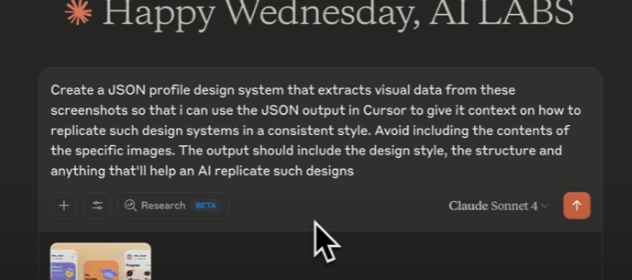 Happy Wednesday, AI LABS
Create a JSON profile design system that extracts visual data from these
screenshots so that i can use the JSON output in Cursor to give it context on how to
replicate such design systems in a consistent style. Avoid including the contents of
the specific images. The output should include the design style, the structure and
anything that'll help an AI replicate such designs
Research BETA
Claude Sonnet 4